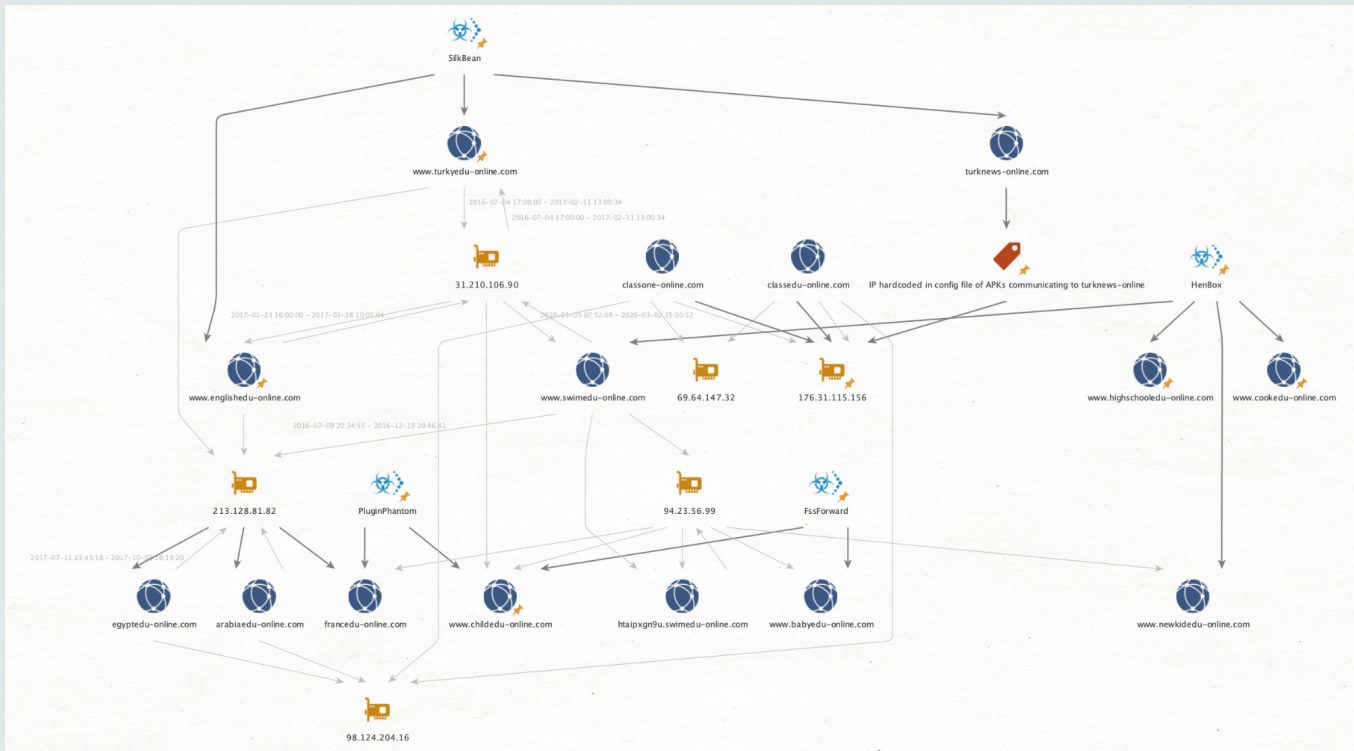 SilkBean
www.turkyedu-online.com
turknews-online.com
2016-07-04 17:00:00 - 2017-02-11 13:00:34
2016-07-04 17:00:00 - 2017-02-11 13:00:34
31.210.106.90
classone-online.com
classedu-online.com
IP hardcoded in config file of APKs communicating to turknews-online
HenBox
2017-01-23 16:00:00 - 2017-03-28 10:01:04
www.englishedu-online.com
www.swimedu-online.com
69.64.147.32
176.31.115.156
www.highschooledu-online.com
www.cookedu-online.com
2016-07-09 20:34:55 - 2016-12-19 20:46:41
213.128.81.82
PluginPhantom
94.23.56.99
FssForward
egyptedu-online.com
arabiaedu-online.com
francedu-online.com
www.childedu-online.com
htaipxgn9u.swimedu-online.com
www.babyedu-online.com
www.newkidedu-online.com
98.124.204.16